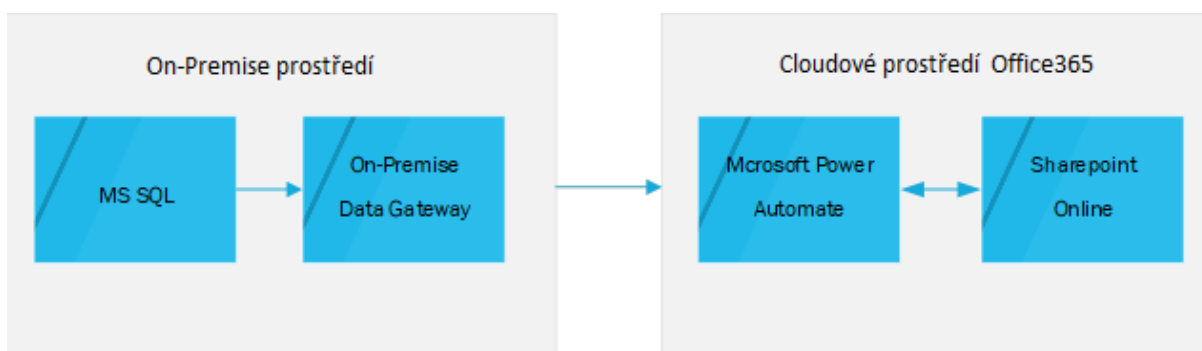 On-Premise prostředí
MS SQL
On-Premise
Data Gateway
Cloudové prostředí Office365
Mcrosoft Power
Automate
Sharepoint
Online